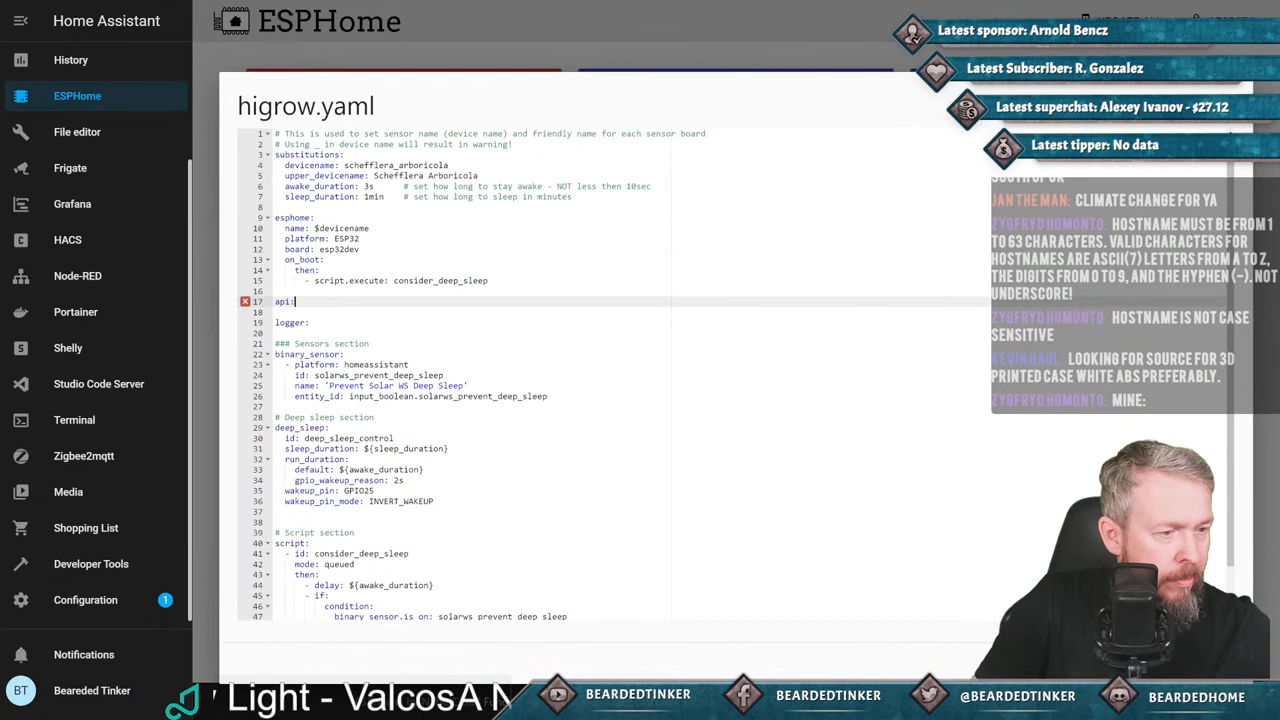 Home Assistant
History
ESPHome
File editor
Frigate
Grafana
HACS
Node-RED
Portainer
Shelly
Studio Code Server
Terminal
Zigbee2mqtt
Media
Shopping List
Developer Tools
Configuration
1
Notifications
BT
Bearded Tinker
ESPHome
higrow.yaml
1 # This is used to set sensor name (device name) and friendly name for each sensor board
2 # Using _ in device name will result in warning!
3 substitutions:
4 devicename: schefflera_arboricola
5 upper_devicename: Schefflera Arboricola
6 awake_duration: 3s # set how long to stay awake - NOT less then 10sec
7 sleep_duration: 1min # set how long to sleep in minutes
8
9 esphome:
10 name: $devicename
11 platform: ESP32
12 board: esp32dev
13 on_boot:
14 then:
15 - script.execute: consider_deep_sleep
16
17 api:
18
19 logger:
20
21 ### Sensors section
22 binary_sensor:
23 - platform: homeassistant
24 id: solarws_prevent_deep_sleep
25 name: 'Prevent Solar WS Deep Sleep'
26 entity_id: input_boolean.solarws_prevent_deep_sleep
27
28 # Deep sleep section
29 deep_sleep:
30 id: deep_sleep_control
31 sleep_duration: ${sleep_duration}
32 run_duration:
33 default: ${awake_duration}
34 gpio_wakeup_reason: 2s
35 wakeup_pin: GPIO25
36 wakeup_pin_mode: INVERT_WAKEUP
37
38
39 # Script section
40 script:
41 - id: consider_deep_sleep
42 mode: queued
43 then:
44 - delay: ${awake_duration}
45 - if:
46 condition:
47 binary_sensor.is_on: solarws_prevent_deep_sleep
Latest sponsor: Arnold Bencz
Latest Subscriber: R. Gonzalez
Latest superchat: Alexey Ivanov - $27.12
Latest tipper: No data
JAN THE MAN: CLIMATE CHANGE FOR YA
ZYGFRYD HOMONTO: HOSTNAME MUST BE FROM 1
TO 63 CHARACTERS. VALID CHARACTERS FOR
HOSTNAMES ARE ASCII(7) LETTERS FROM A TO Z,
THE DIGITS FROM 0 TO 9, AND THE HYPHEN (-). NOT
UNDERSCORE!
ZYGFRYD HOMONTO: HOSTNAME IS NOT CASE
SENSITIVE
KEVIN GAUL: LOOKING FOR SOURCE FOR 3D
PRINTED CASE WHITE ABS PREFERABLY.
ZYGFRYD HOMONTO: MINE:
Light - ValcosA N
BEARDEDTINKER
BEARDEDTINKER
@BEARDEDTINKER
BEARDEDHOME